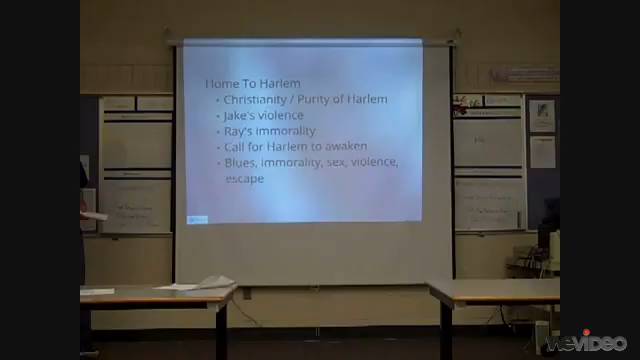 Home To Harlem
• Christianity / Purity of Harlem
• Jake's violence
• Ray's immorality
• Call for Harlem to awaken
• Blues, immorality, sex, violence,
escape
WEVIDEO